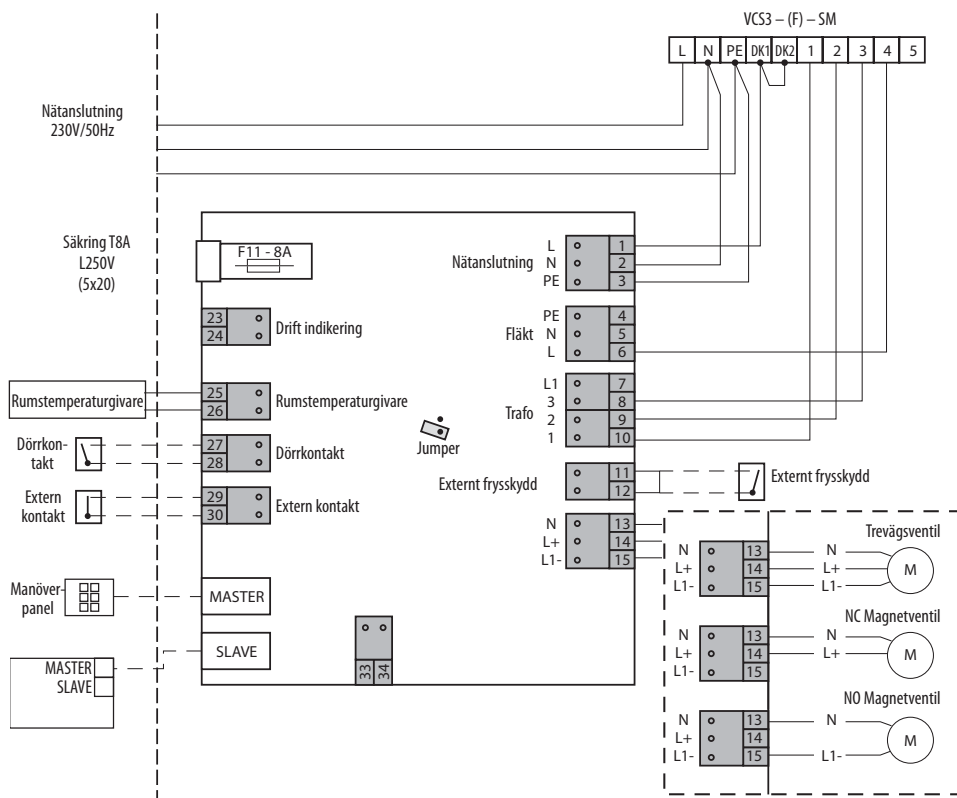 VCS3 – (F) – SM
L N PE DK1 DK2 1 2 3 4 5
Nätanslutning
230V/50Hz
Säkring T8A
L250V
(5x20)
F11 - 8A
Nätanslutning
L 1
N 2
PE 3
23
24
Drift indikering
Fläkt
PE 4
N 5
L 6
Rumstemperaturgivare
25
26
Rumstemperaturgivare
Trafo
L1 7
3 8
2 9
1 10
Jumper
Dörrkon-
takt
27
28
Dörrkontakt
Externt frysskydd
11
12
Externt frysskydd
Extern
kontakt
29
30
Extern kontakt
N 13
L+ 14
L1- 15
Trevägsventil
N 13 N
L+ 14 L+ M
L1- 15 L1-
Manöver-
panel
MASTER
NC Magnetventil
N 13 N
L+ 14 L+ M
L1- 15
SLAVE
MASTER
SLAVE
33 34
NO Magnetventil
N 13 N
L+ 14 M
L1- 15 L1-